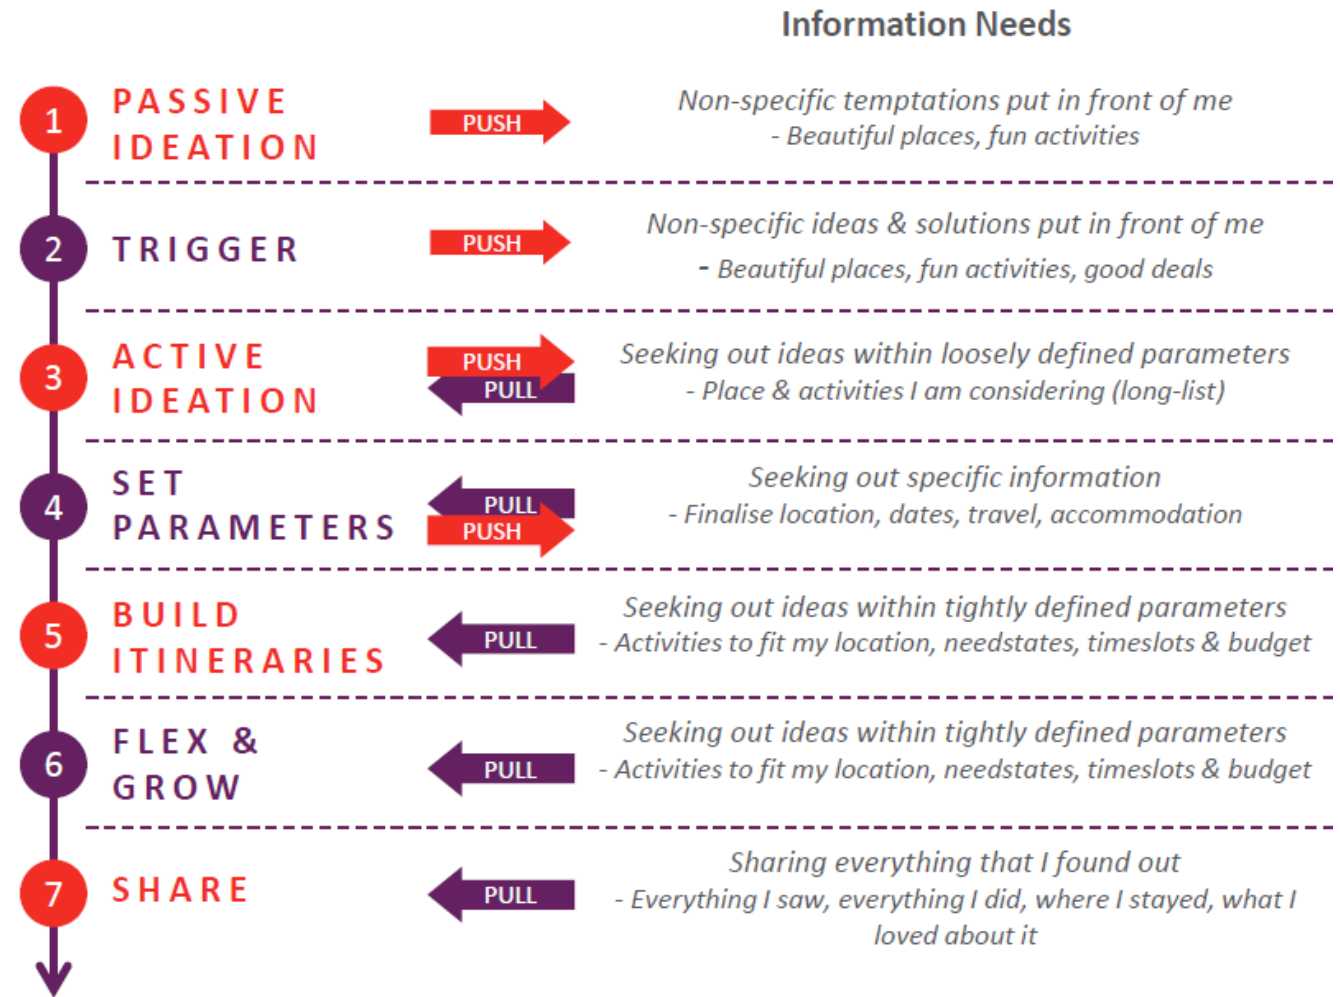 Information Needs
1
PASSIVE
IDEATION
PUSH
Non-specific temptations put in front of me
- Beautiful places, fun activities
2
TRIGGER
PUSH
Non-specific ideas & solutions put in front of me
- Beautiful places, fun activities, good deals
3
ACTIVE
IDEATION
PUSH
PULL
Seeking out ideas within loosely defined parameters
- Place & activities I am considering (long-list)
4
SET
PARAMETERS
PULL
PUSH
Seeking out specific information
- Finalise location, dates, travel, accommodation
5
BUILD
ITINERARIES
PULL
Seeking out ideas within tightly defined parameters
- Activities to fit my location, needstates, timeslots & budget
6
FLEX &
GROW
PULL
Seeking out ideas within tightly defined parameters
- Activities to fit my location, needstates, timeslots & budget
7
SHARE
PULL
Sharing everything that I found out
- Everything I saw, everything I did, where I stayed, what I
loved about it